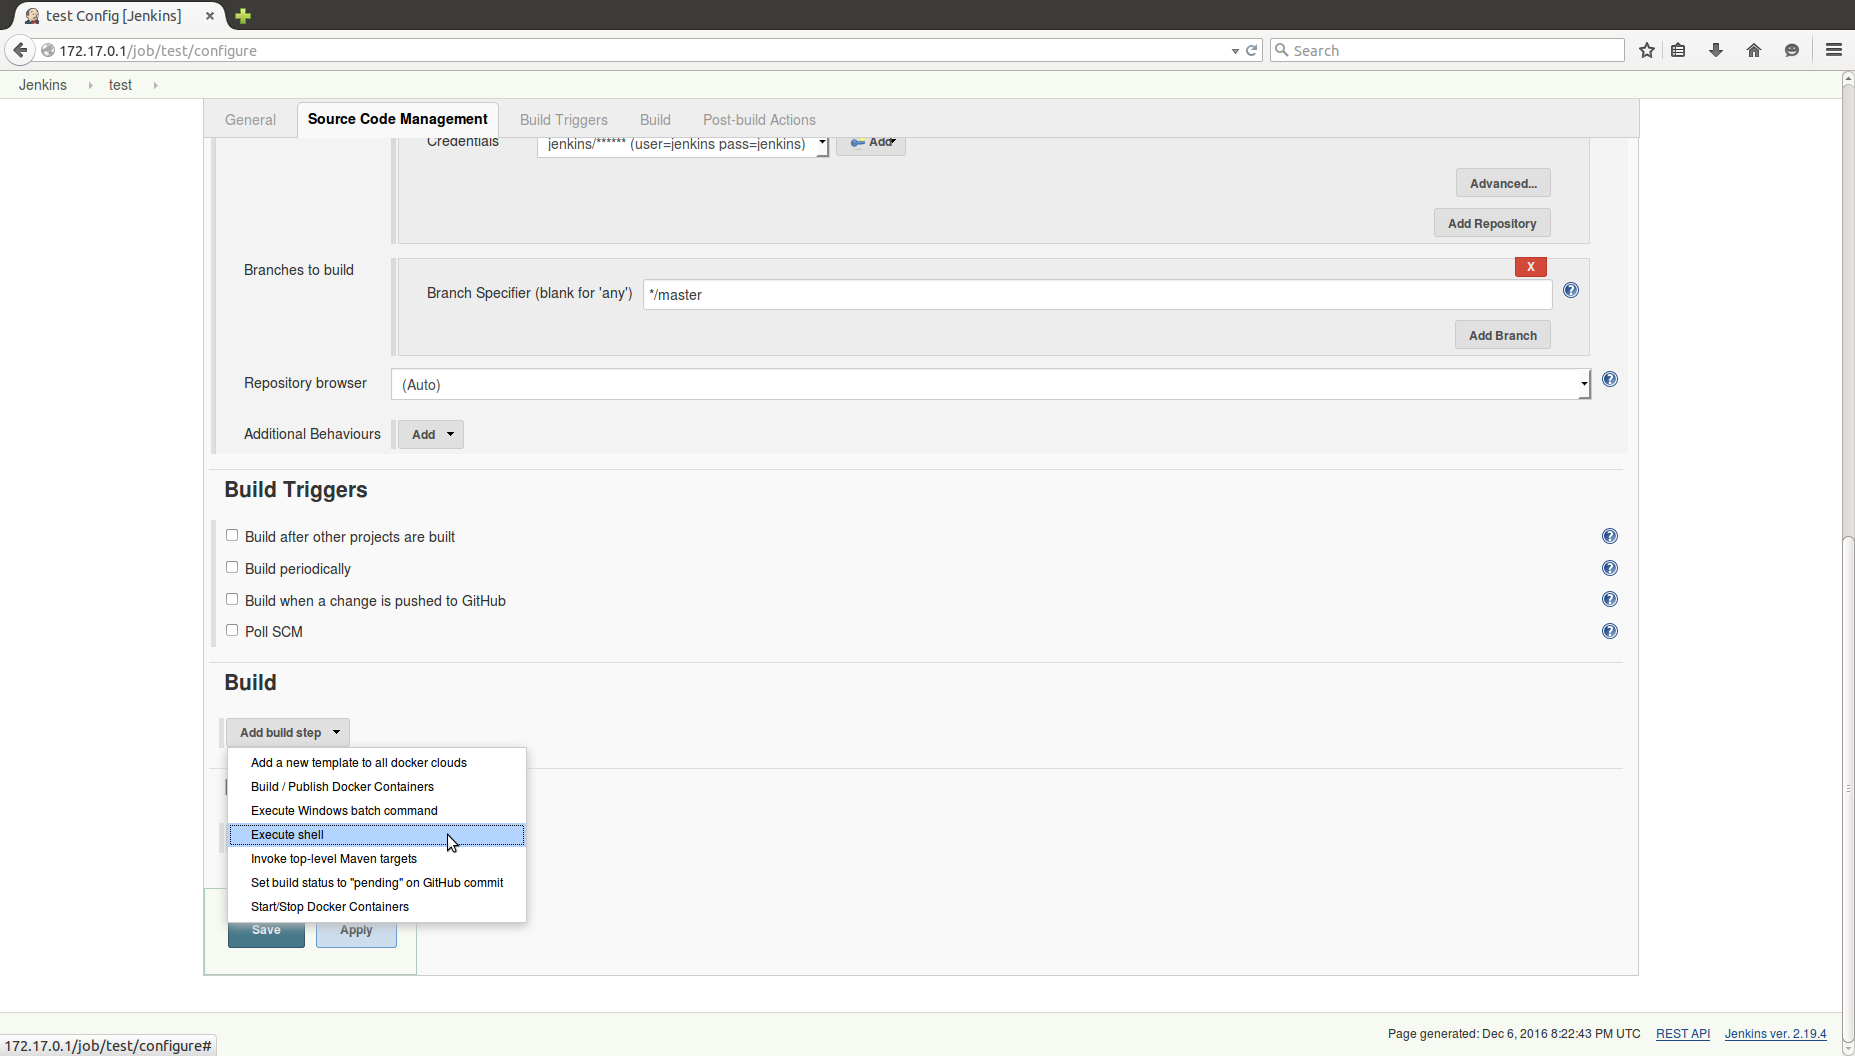 test Config [Jenkins]
172.17.0.1/job/test/configure
Search
Jenkins
test
General
Source Code Management
Build Triggers
Build
Post-build Actions
Credentials
jenkins/****** (user=jenkins pass=jenkins)
Add
Advanced...
Add Repository
Branches to build
X
Branch Specifier (blank for 'any')
*/master
Add Branch
Repository browser
(Auto)
Additional Behaviours
Add
Build Triggers
Build after other projects are built
Build periodically
Build when a change is pushed to GitHub
Poll SCM
Build
Add build step
Add a new template to all docker clouds
Build / Publish Docker Containers
Execute Windows batch command
Execute shell
Invoke top-level Maven targets
Set build status to "pending" on GitHub commit
Start/Stop Docker Containers
Save
Apply
Page generated: Dec 6, 2016 8:22:43 PM UTC
REST API
Jenkins ver. 2.19.4
172.17.0.1/job/test/configure#